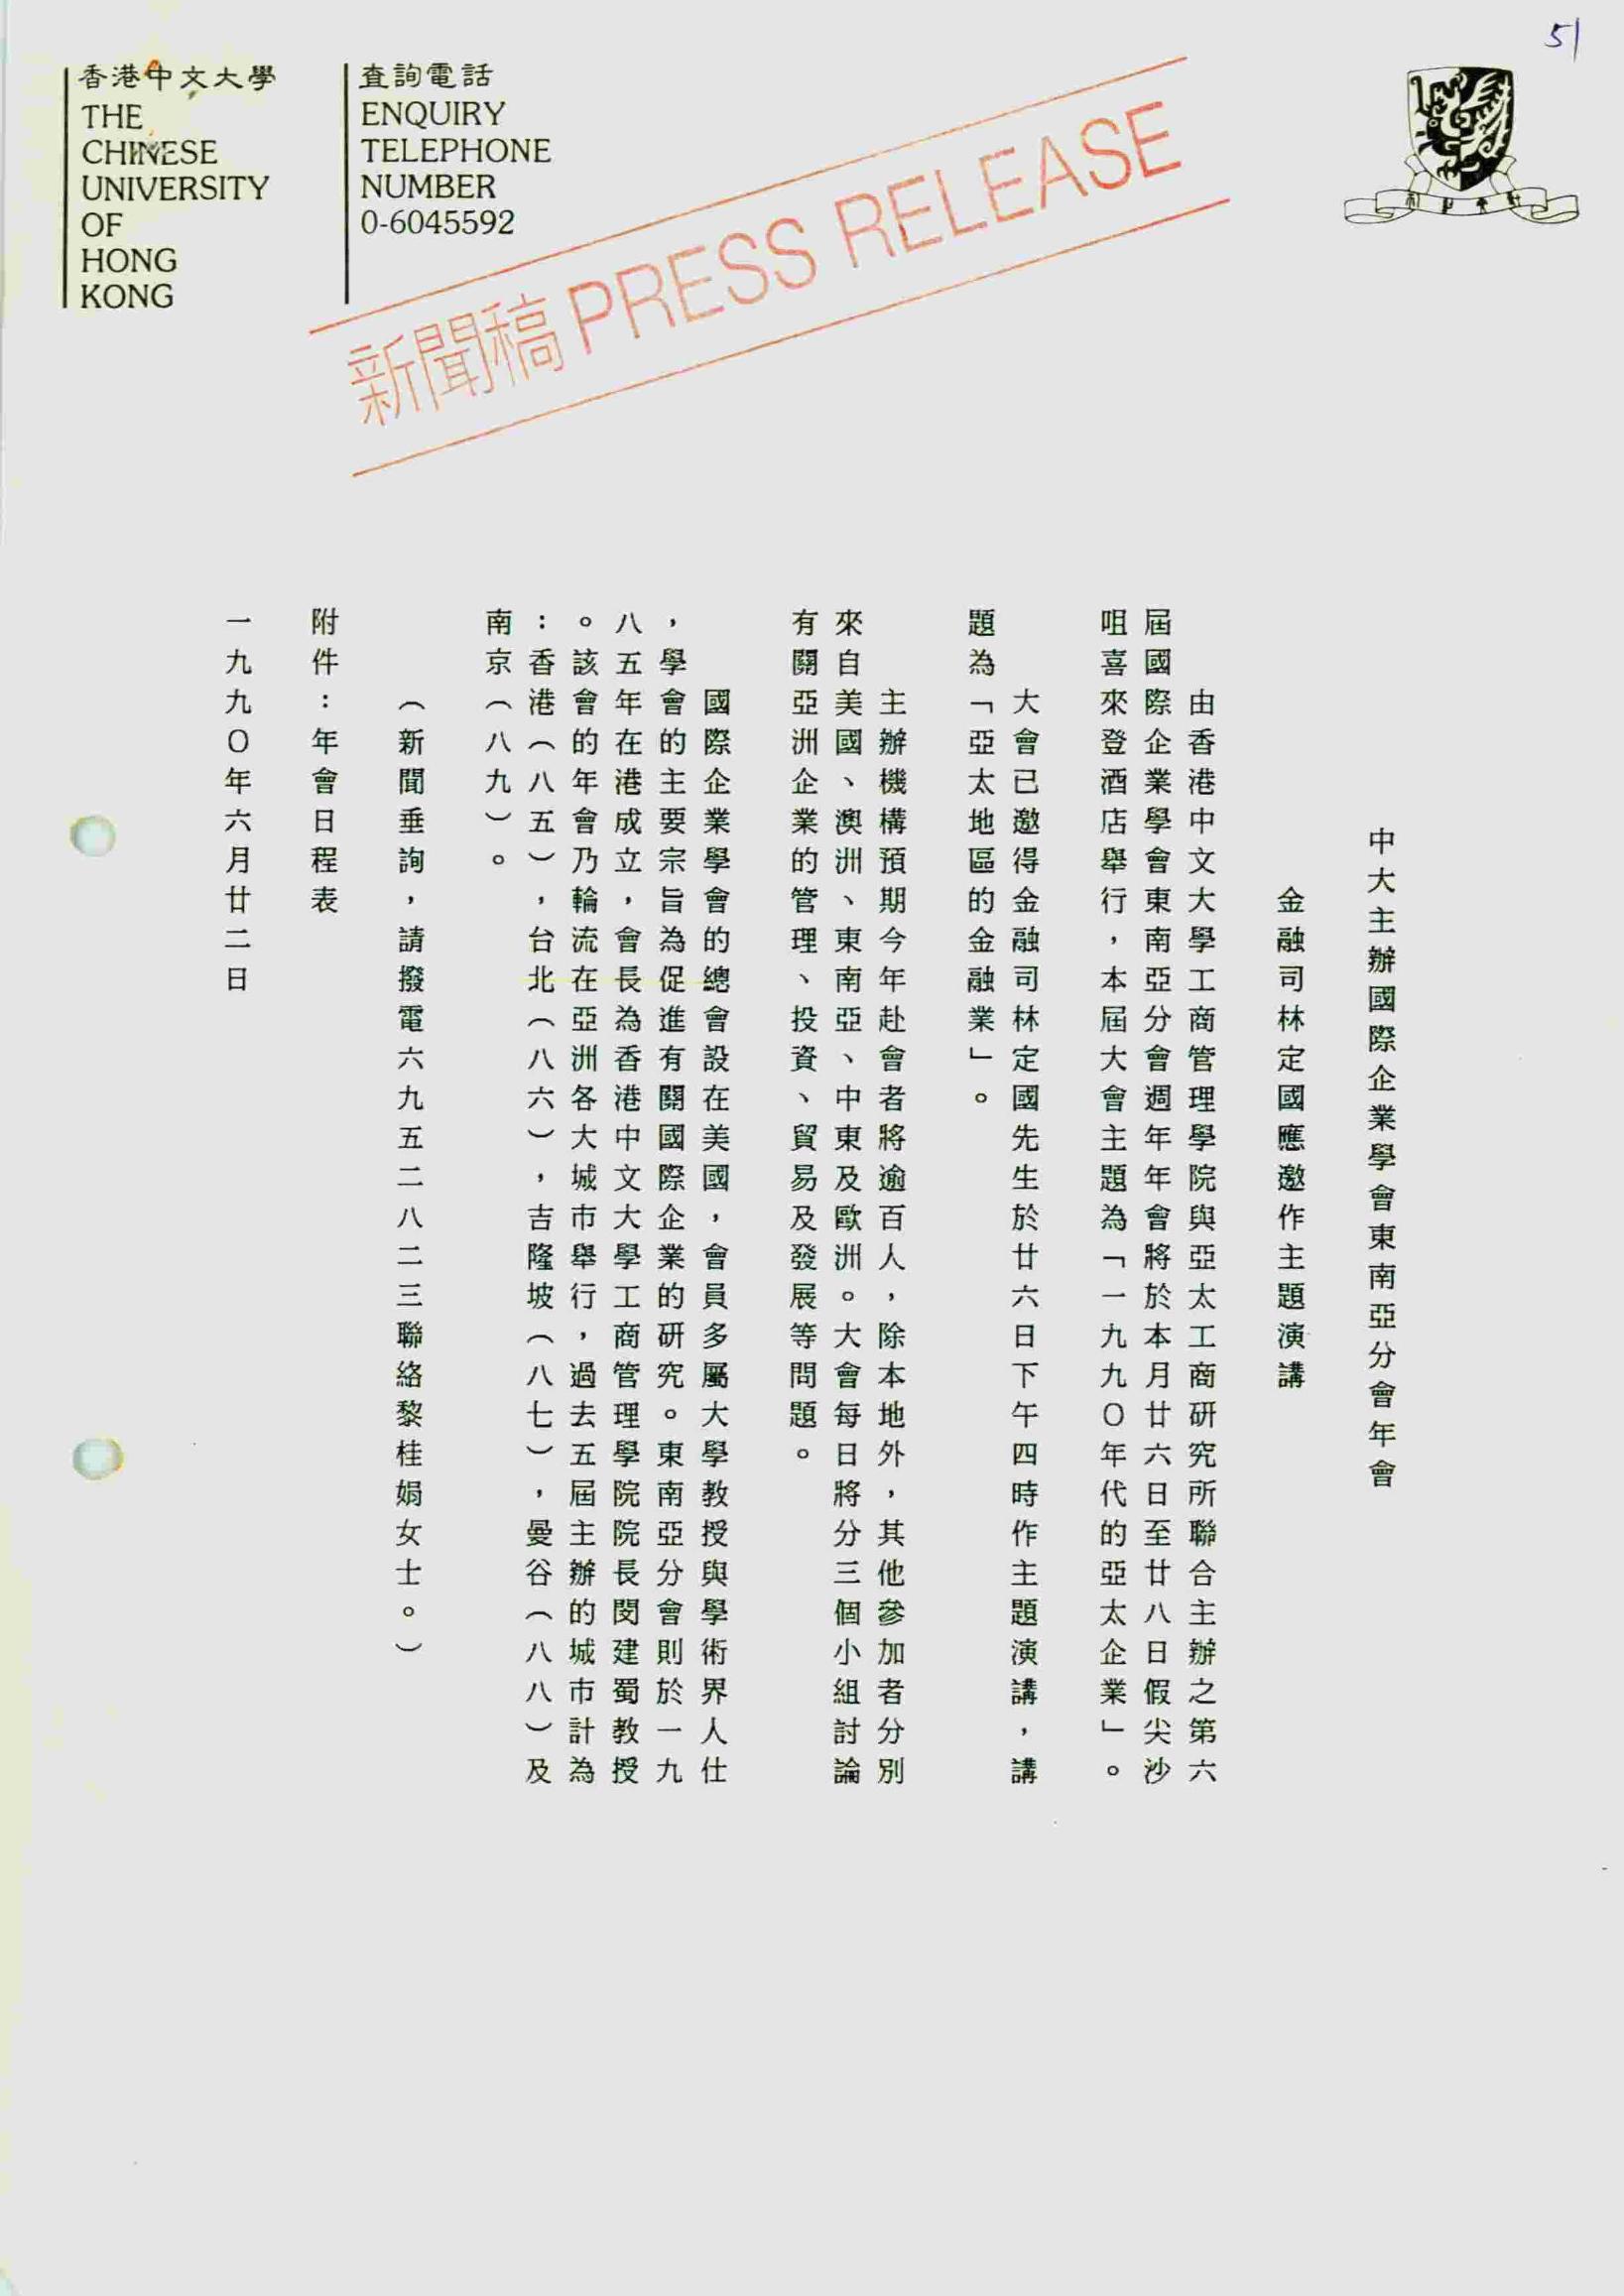 51
香港中文大學
THE
CHINESE
UNIVERSITY
OF
HONG
KONG
查詢電話
ENQUIRY
TELEPHONE
NUMBER
0-6045592
新聞稿 PRESS RELEASE
中大主辦國際企業學會東南亞分會年會
金融司林定國應邀作主題演講
由香港中文大學工商管理學院與亞太工商研究所聯合主辦之第六
屆國際企業學會東南亞分會週年年會將於本月廿六日至廿八日假尖沙
咀喜來登酒店舉行，本屆大會主題為「一九九〇年代的亞太企業」。
大會已邀得金融司林定國先生於廿六日下午四時作主題演講，講
題為「亞太地區的金融業」。
主辦機構預期今年赴會者將逾百人，除本地外，其他參加者分別
來自美國、澳洲、東南亞、中東及歐洲。大會每日將分三個小組討論
有關亞洲企業的管理、投資、貿易及發展等問題。
國際企業學會的總會設在美國，會員多屬大學教授與學術界人仕
，學會的主要宗旨為促進有關國際企業的研究。東南亞分會則於一九
八五年在港成立，會長為香港中文大學工商管理學院院長閔建蜀教授
。該會的年會乃輪流在亞洲各大城市舉行，過去五屆主辦的城市計為
：香港（八五），台北（八六），吉隆坡（八七），曼谷（八八）及
南京（八九）。
（新聞垂詢，請撥電六九五二八二三聯絡黎桂娟女士。）
附件：年會日程表
一九九〇年六月廿二日